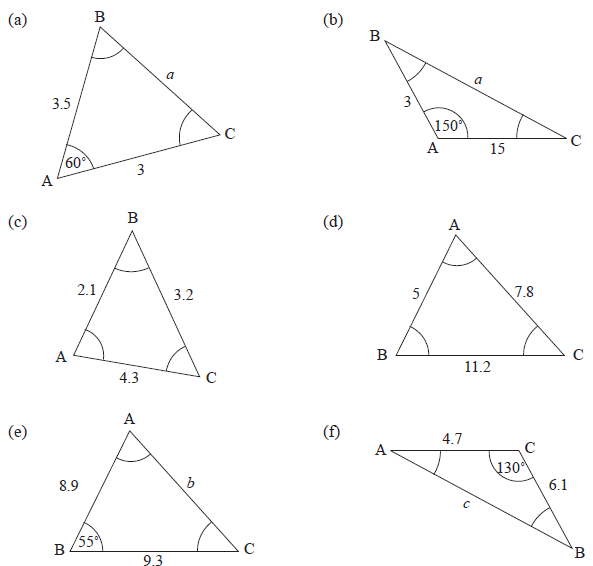 (a)
B
a
3.5
C
60°
3
A
(b)
B
a
3
150°
A
15
C
(c)
B
2.1
3.2
A
4.3
C
(d)
A
5
7.8
B
11.2
C
(e)
A
8.9
b
55°
B
9.3
C
(f)
A
4.7
C
130°
6.1
c
B